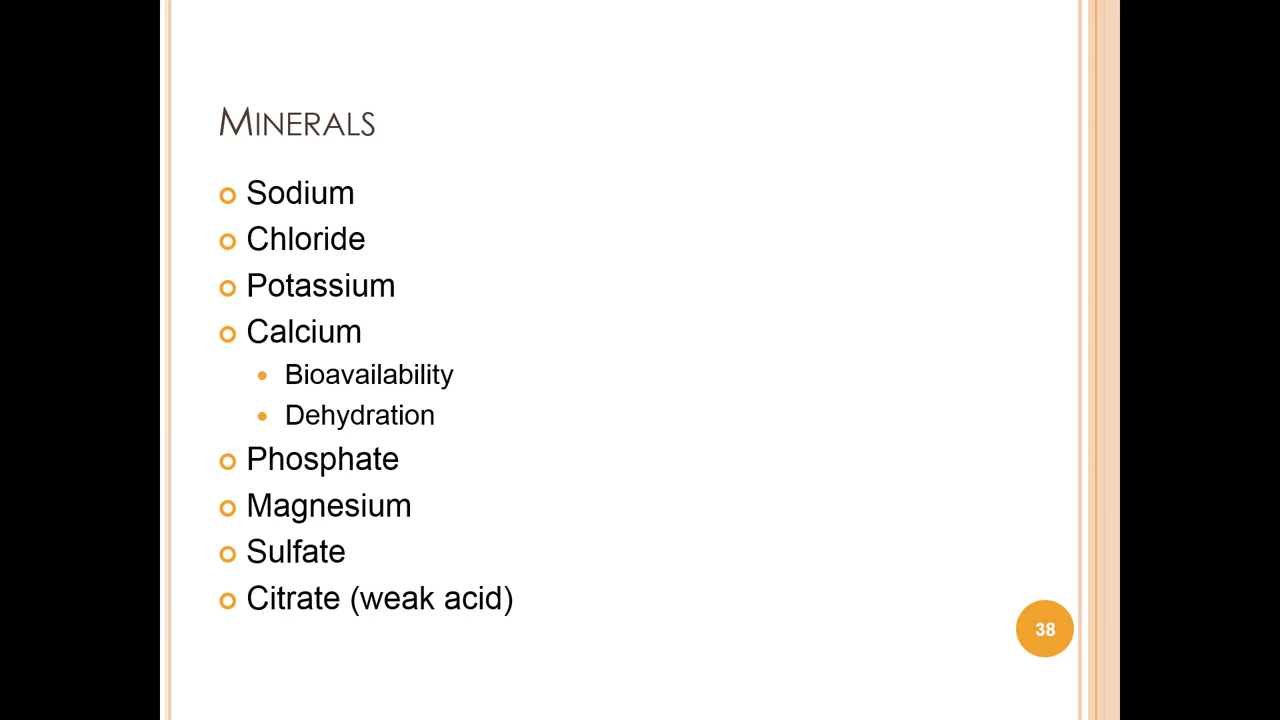 Minerals
Sodium
Chloride
Potassium
Calcium
Bioavailability
Dehydration
Phosphate
Magnesium
Sulfate
Citrate (weak acid)
38